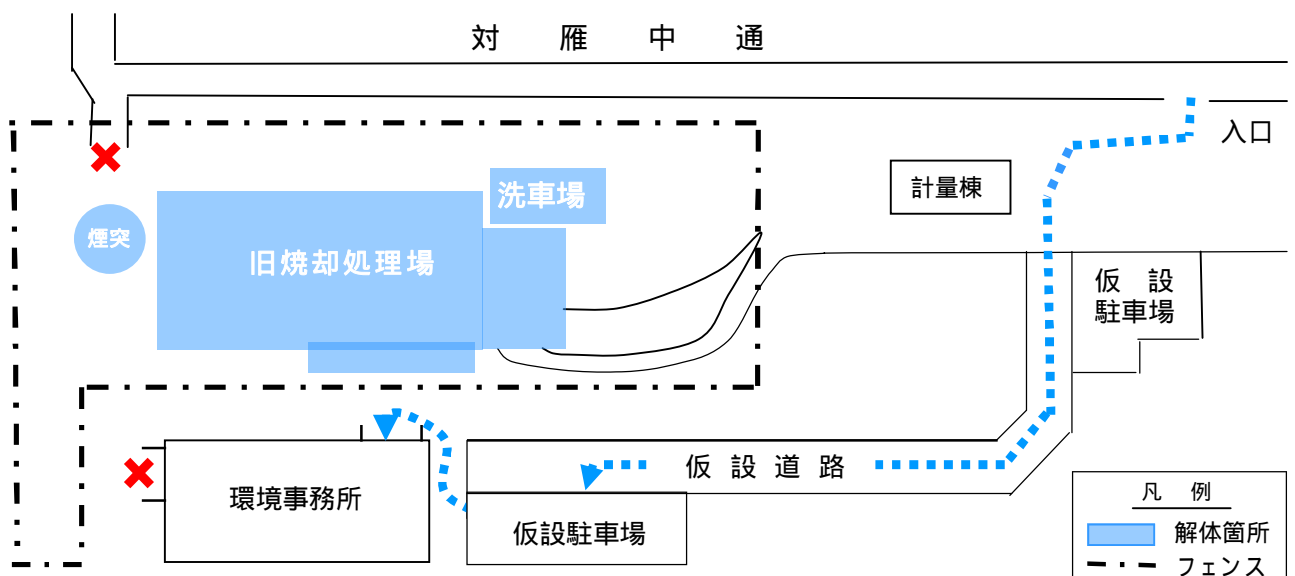 対雁中通
入口
計量棟
洗車場
煙突
旧焼却処理場
仮設
駐車場
仮設道路
環境事務所
仮設駐車場
凡例
解体箇所
フェンス